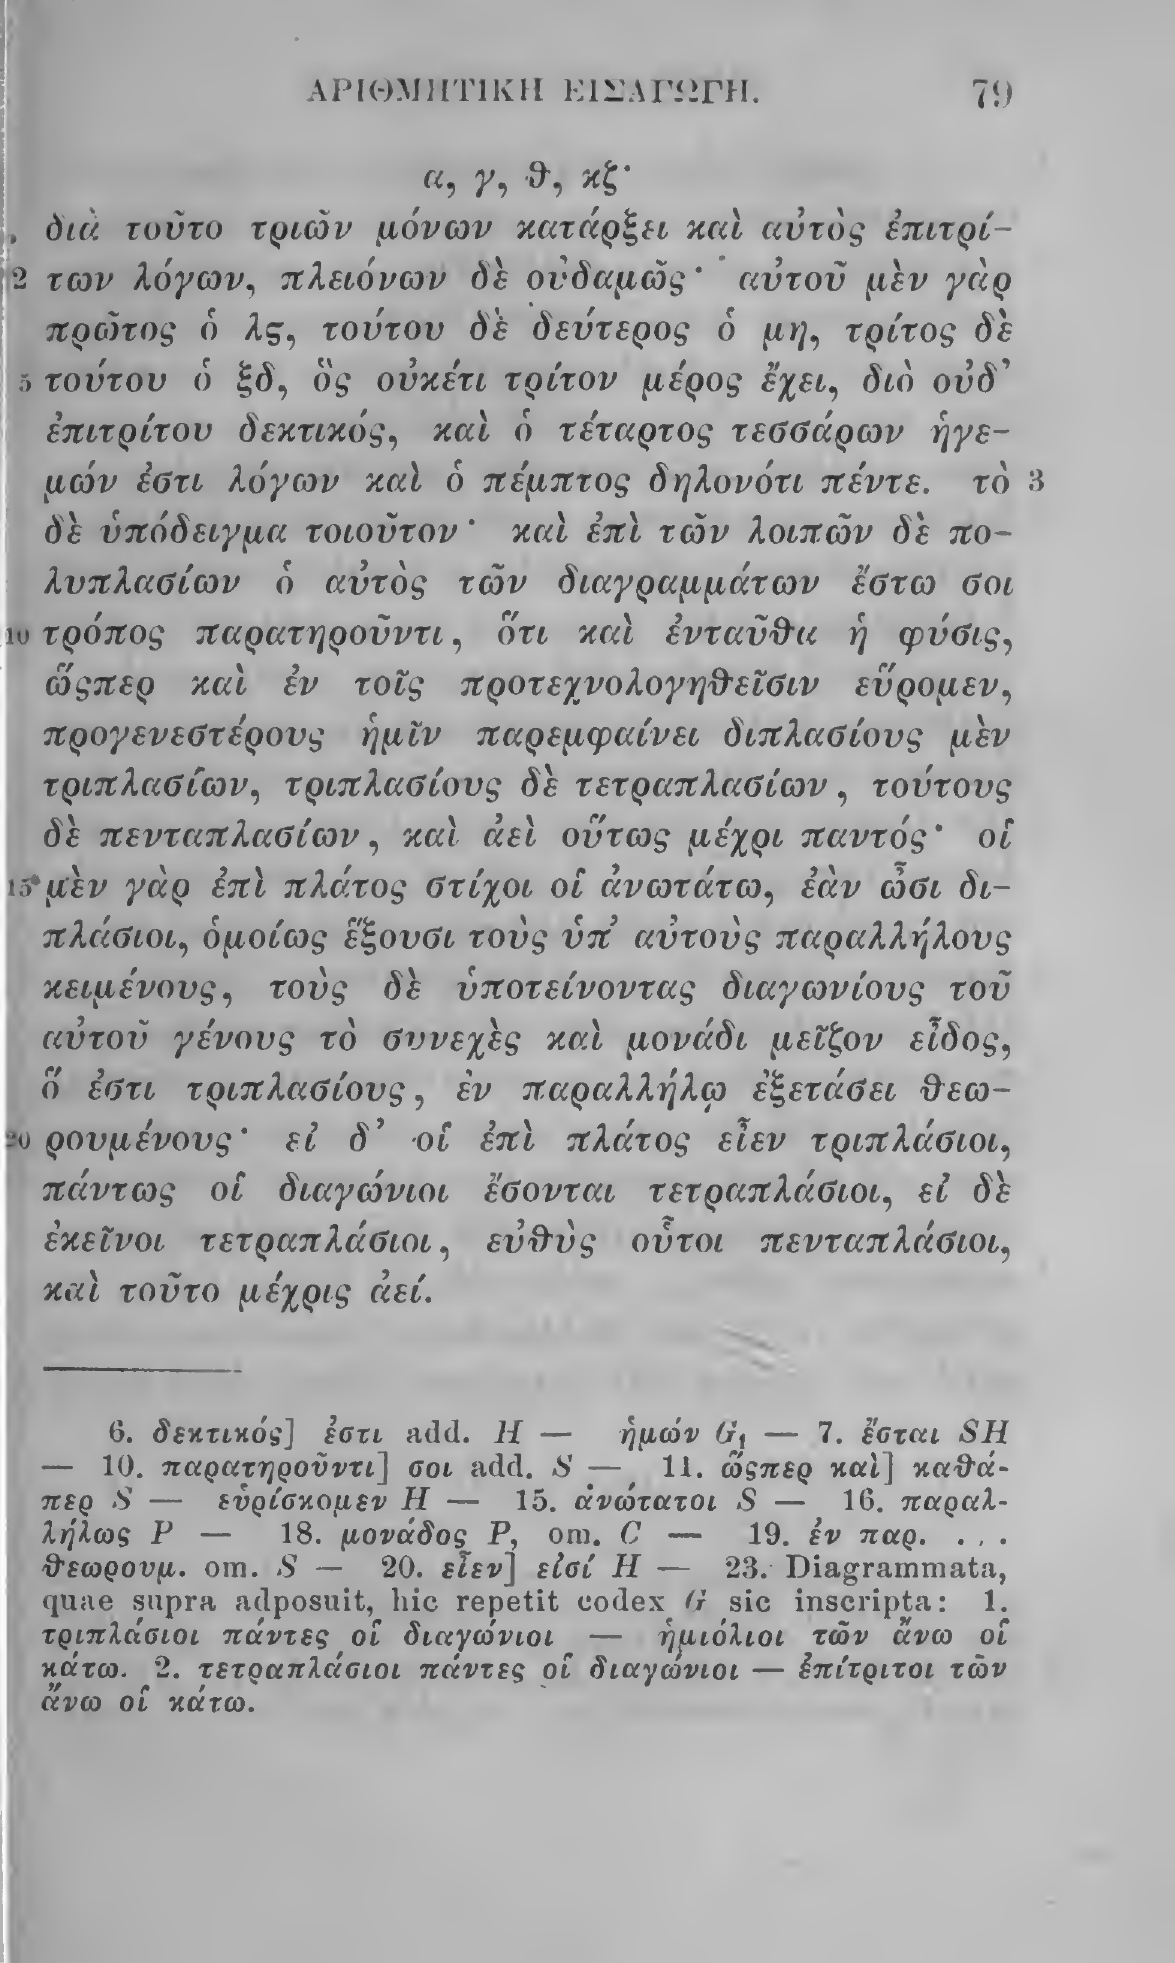 ΑΡΙΘΜΗΤΙΚΗ ΕΙΣΑΓΩΓΗ. 79
α, γ, θ, κζ·
διὰ τοῦτο τριῶν μόνων κατάρξει καὶ αὐτὸς ἐπιτρί-
2 των λόγων, πλειόνων δὲ οὐδαμῶς· αὐτοῦ μὲν γὰρ
πρῶτος ὁ λς, τούτου δὲ δεύτερος ὁ μη, τρίτος δὲ
5 τούτου ὁ ξδ, ὃς οὐκέτι τρίτον μέρος ἔχει, διὸ οὐδ’
ἐπιτρίτου δεκτικός, καὶ ὁ τέταρτος τεσσάρων ἡγε-
μών ἐστι λόγων καὶ ὁ πέμπτος δηλονότι πέντε. τὸ 3
δὲ ὑπόδειγμα τοιοῦτον· καὶ ἐπὶ τῶν λοιπῶν δὲ πο-
λυπλασίων ὁ αὐτὸς τῶν διαγραμμάτων ἔστω σοι
10 τρόπος παρατηροῦντι, ὅτι καὶ ἐνταῦθα ἡ φύσις,
ὥςπερ καὶ ἐν τοῖς προτεχνολογηθεῖσιν εὕρομεν,
προγενεστέρους ἡμῖν παρεμφαίνει διπλασίους μὲν
τριπλασίων, τριπλασίους δὲ τετραπλασίων, τούτους
δὲ πενταπλασίων, καὶ ἀεὶ οὕτως μέχρι παντός· οἱ
15 μὲν γὰρ ἐπὶ πλάτος στίχοι οἱ ἀνωτάτω, ἐὰν ὦσι δι-
πλάσιοι, ὁμοίως ἕξουσι τοὺς ὑπ’ αὐτοὺς παραλλήλους
κειμένους, τοὺς δὲ ὑποτείνοντας διαγωνίους τοῦ
αὐτοῦ γένους τὸ συνεχὲς καὶ μονάδι μεῖζον εἶδος,
ὅ ἐστι τριπλασίους, ἐν παραλλήλῳ ἐξετάσει θεω-
20 ρουμένους· εἰ δ’ οἱ ἐπὶ πλάτος εἶεν τριπλάσιοι,
πάντως οἱ διαγώνιοι ἔσονται τετραπλάσιοι, εἰ δὲ
ἐκεῖνοι τετραπλάσιοι, εὐθὺς οὗτοι πενταπλάσιοι,
καὶ τοῦτο μέχρις ἀεί.
6. δεκτικός] ἐστι add. H — ἡμών G₁ — 7. ἔσται SH
— 10. παρατηροῦντι] σοι add. S — 11. ὥςπερ καὶ] καθά-
περ S — εὑρίσκομεν H — 15. ἀνώτατοι S — 16. παραλ-
λήλως P — 18. μονάδος P, om. C — 19. ἐν παρ. ...
θεωρουμ. om. S — 20. εἶεν] εἰσί H — 23. Diagrammata,
quae supra adposuit, hic repetit codex G sic inscripta: 1.
τριπλάσιοι πάντες οἱ διαγώνιοι — ἡμιόλιοι τῶν ἄνω οἱ
κάτω. 2. τετραπλάσιοι πάντες οἱ διαγώνιοι — ἐπίτριτοι τῶν
ἄνω οἱ κάτω.